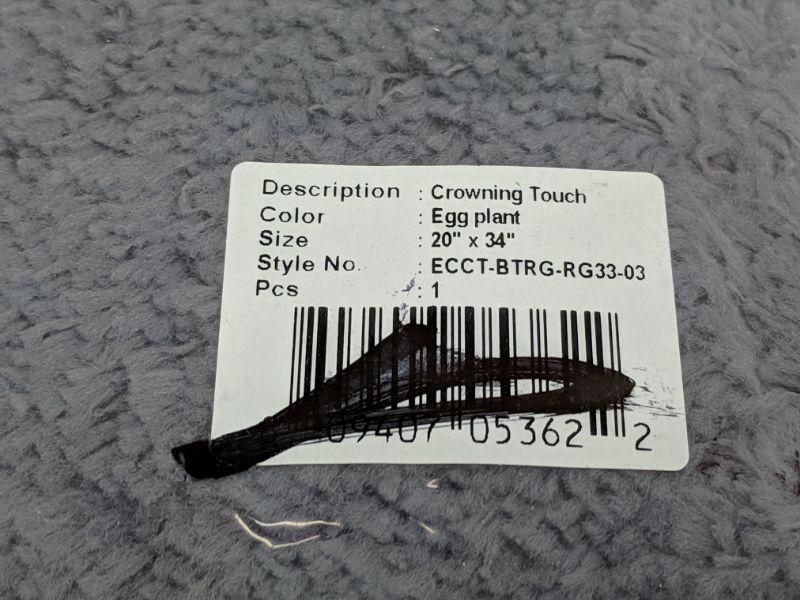 Description : Crowning Touch
Color : Egg plant
Size : 20" x 34"
Style No. : ECCT-BTRG-RG33-03
Pcs : 1
09407 05362 2